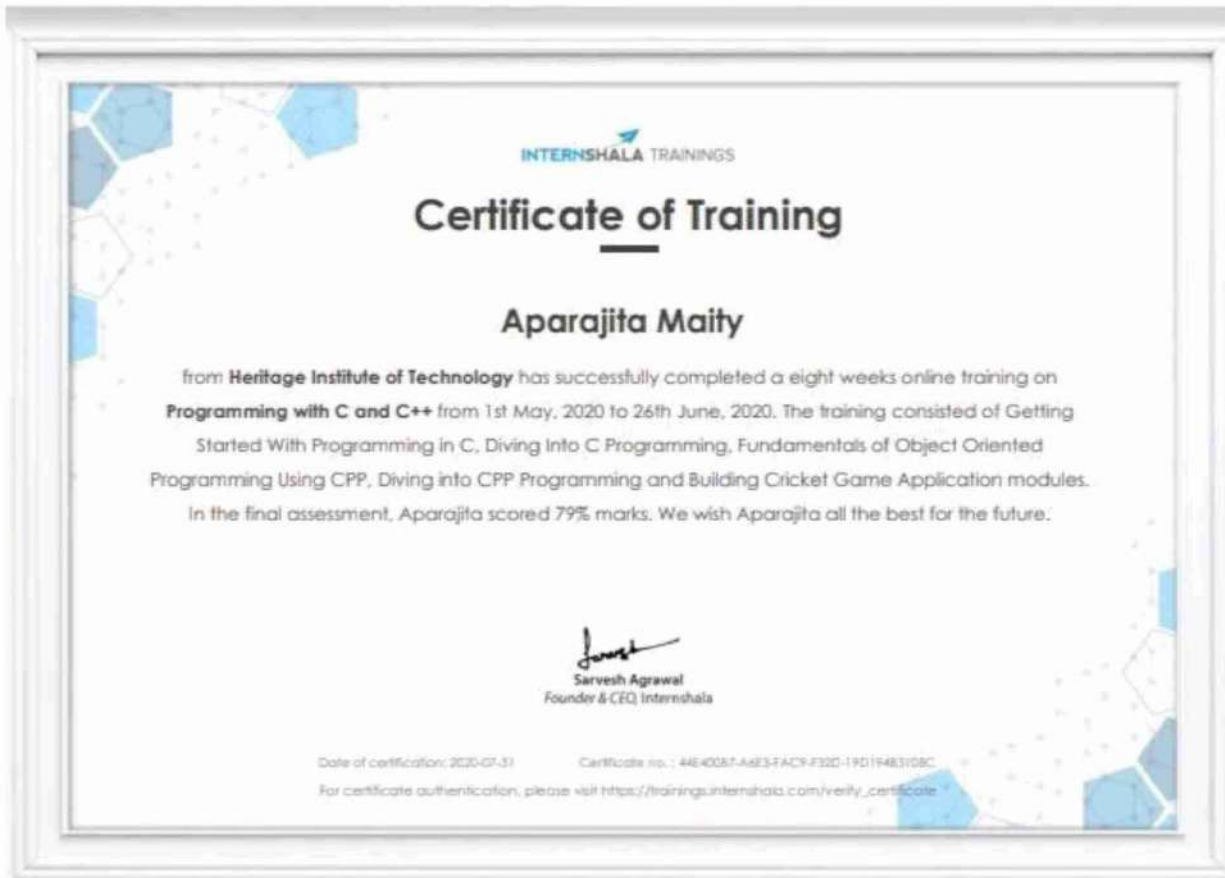 INTERNSHALA TRAININGS
Certificate of Training
Aparajita Maity
from Heritage Institute of Technology has successfully completed a eight weeks online training on
Programming with C and C++ from 1st May, 2020 to 26th June, 2020. The training consisted of Getting
Started With Programming in C, Diving Into C Programming, Fundamentals of Object Oriented
Programming Using CPP, Diving into CPP Programming and Building Cricket Game Application modules.
In the final assessment, Aparajita scored 79% marks. We wish Aparajita all the best for the future.
Sarvesh Agrawal
Founder & CEO, Internshala
Date of certification: 2020-07-31 Certificate no. :
For certificate authentication, please visit https://trainings.internshala.com/verify_certificate